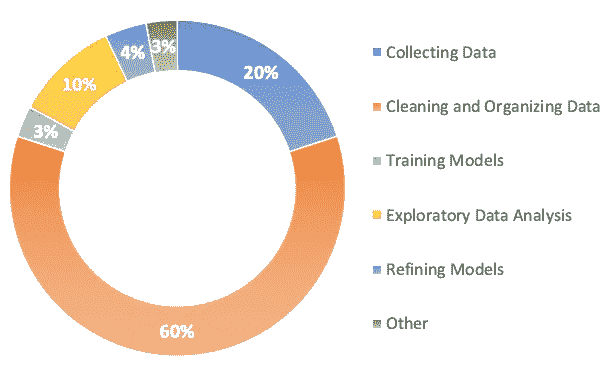 4%
3%
20%
10%
3%
60%
Collecting Data
Cleaning and Organizing Data
Training Models
Exploratory Data Analysis
Refining Models
Other